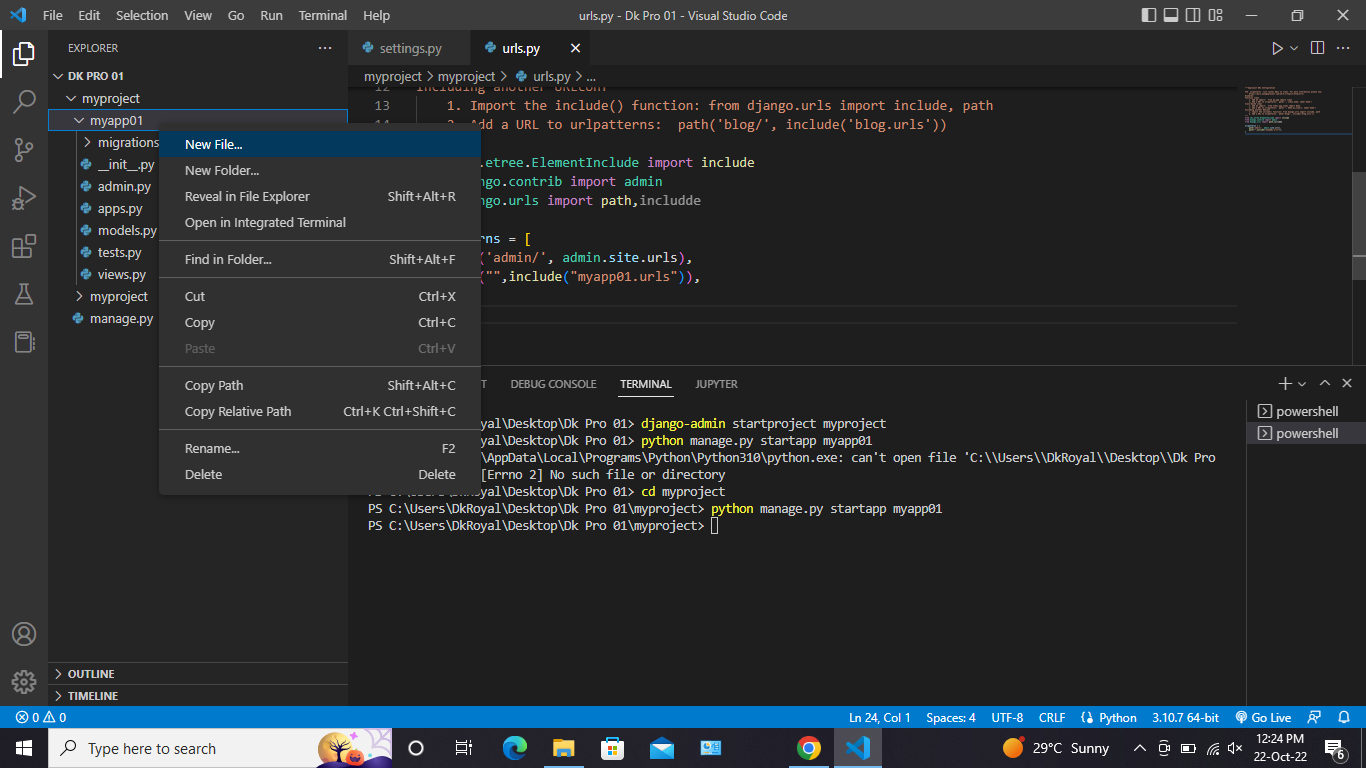 File Edit Selection View Go Run Terminal Help
urls.py - Dk Pro 01 - Visual Studio Code
EXPLORER
DK PRO 01
myproject
myapp01
migrations
__init__.py
admin.py
apps.py
models.py
tests.py
views.py
myproject
manage.py
OUTLINE
TIMELINE
New File...
New Folder...
Reveal in File Explorer Shift+Alt+R
Open in Integrated Terminal
Find in Folder... Shift+Alt+F
Cut Ctrl+X
Copy Ctrl+C
Paste Ctrl+V
Copy Path Shift+Alt+C
Copy Relative Path Ctrl+K Ctrl+Shift+C
Rename... F2
Delete Delete
settings.py urls.py
myproject > myproject > urls.py > ...
12 Including another URLconf
13 1. Import the include() function: from django.urls import include, path
14 2. Add a URL to urlpatterns: path('blog/', include('blog.urls'))
.etree.ElementInclude import include
ngo.contrib import admin
ngo.urls import path,includde
rns = [
('admin/', admin.site.urls),
("",include("myapp01.urls")),
T DEBUG CONSOLE TERMINAL JUPYTER
yal\Desktop\Dk Pro 01> django-admin startproject myproject
yal\Desktop\Dk Pro 01> python manage.py startapp myapp01
\AppData\Local\Programs\Python\Python310\python.exe: can't open file 'C:\\Users\\DkRoyal\\Desktop\\Dk Pro
[Errno 2] No such file or directory
yal\Desktop\Dk Pro 01> cd myproject
PS C:\Users\DkRoyal\Desktop\Dk Pro 01\myproject> python manage.py startapp myapp01
PS C:\Users\DkRoyal\Desktop\Dk Pro 01\myproject>
powershell
powershell
0 0 Ln 24, Col 1 Spaces: 4 UTF-8 CRLF Python 3.10.7 64-bit Go Live
Type here to search
29°C Sunny
12:24 PM
22-Oct-22
6